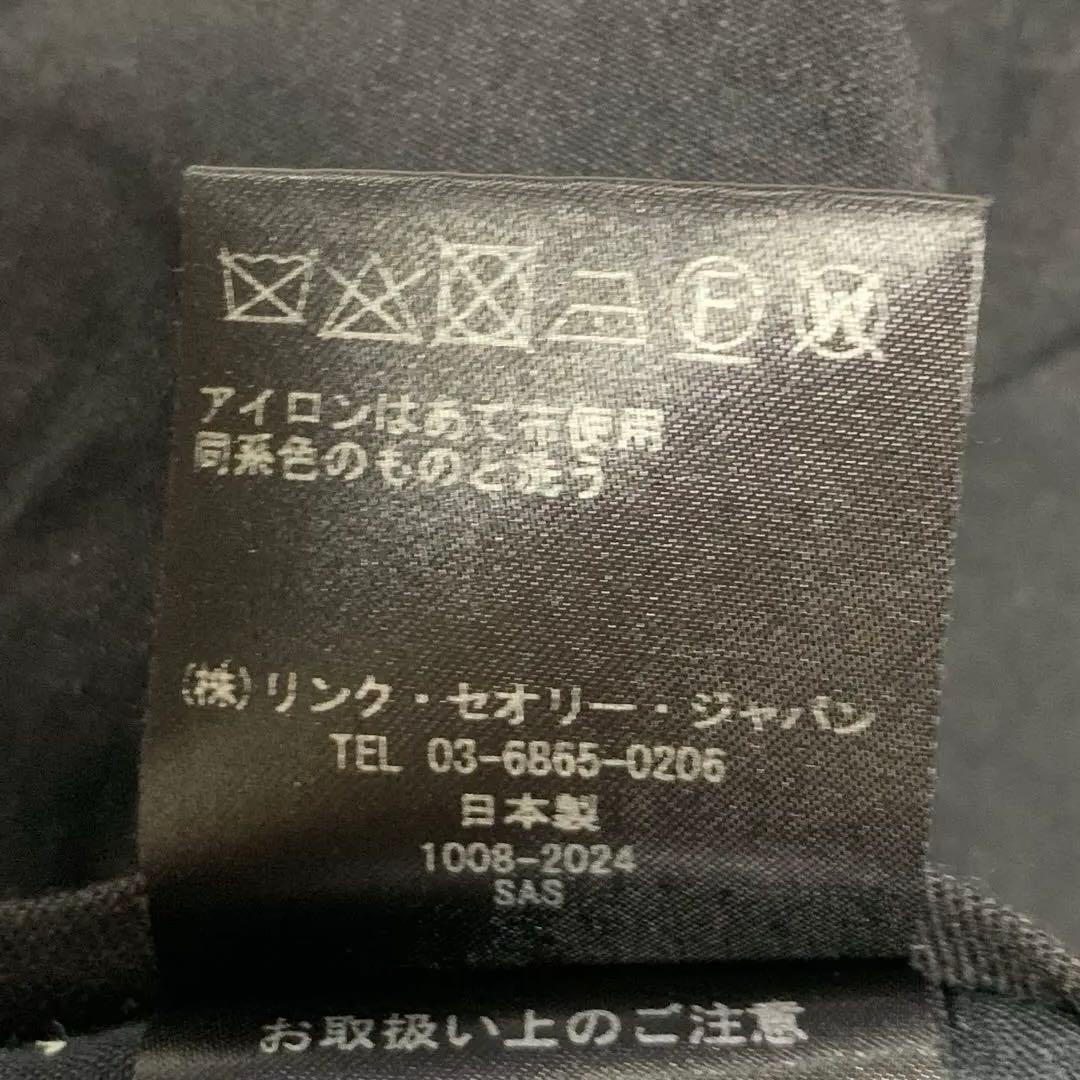 F W
アイロンはあて布使用
同系色のものと洗う
(株)リンク・セオリー・ジャパン
TEL 03-6865-0206
日本製
1008-2024
SAS
お取扱い上のご注意